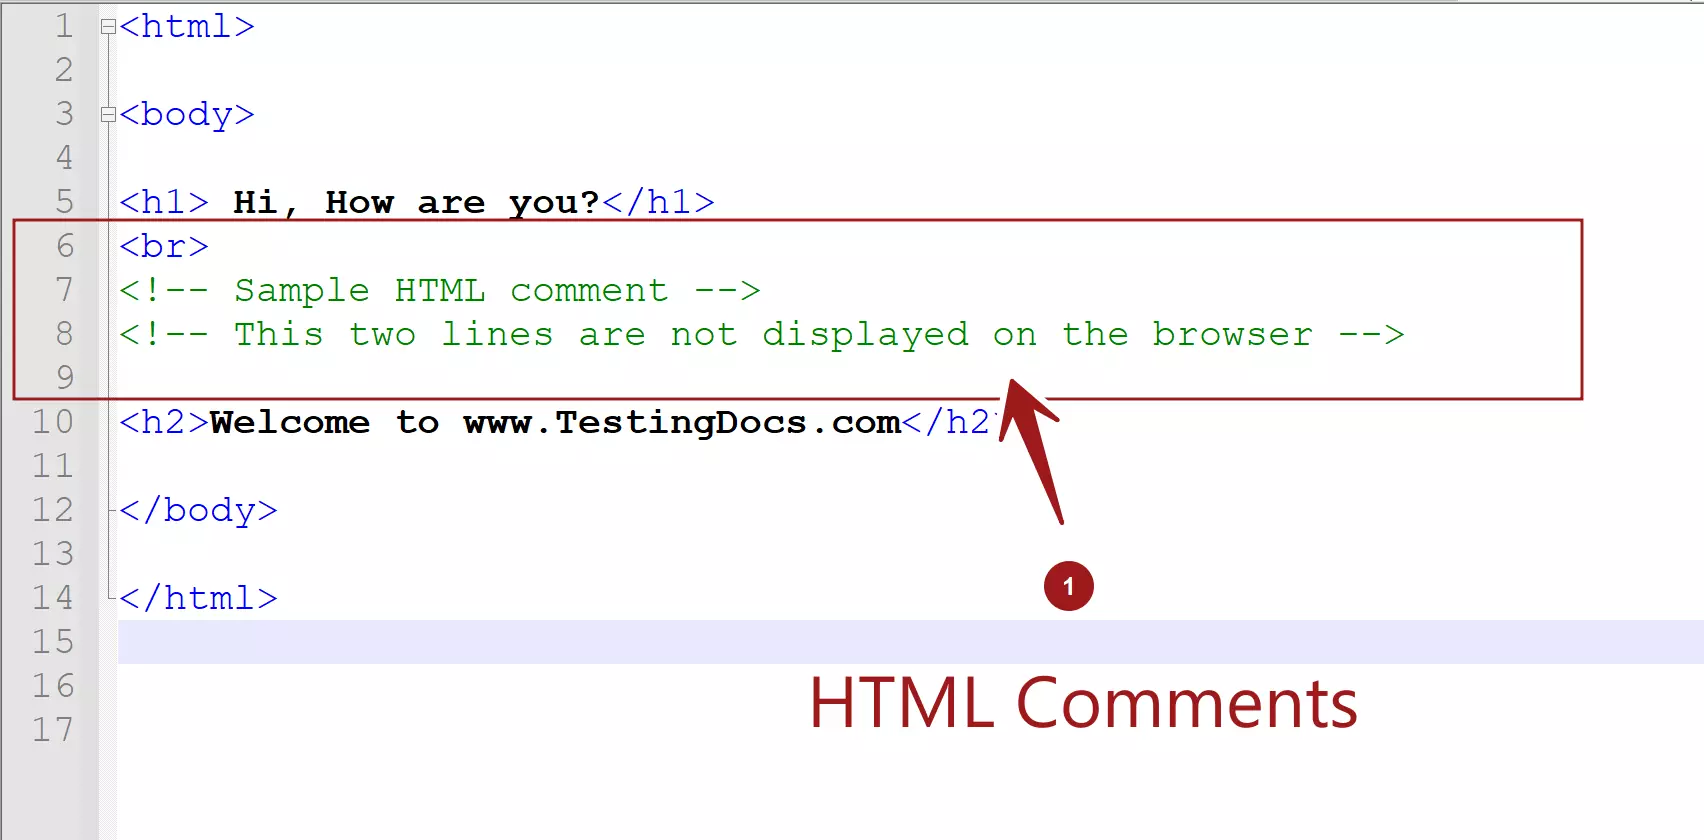 1 <html>
2
3 <body>
4
5 <h1> Hi, How are you?</h1>
6 <br>
7 <!-- Sample HTML comment -->
8 <!-- This two lines are not displayed on the browser -->
9
10 <h2>Welcome to www.TestingDocs.com</h2
11
12 </body>
13
14 </html>
1
15
16
HTML Comments
17